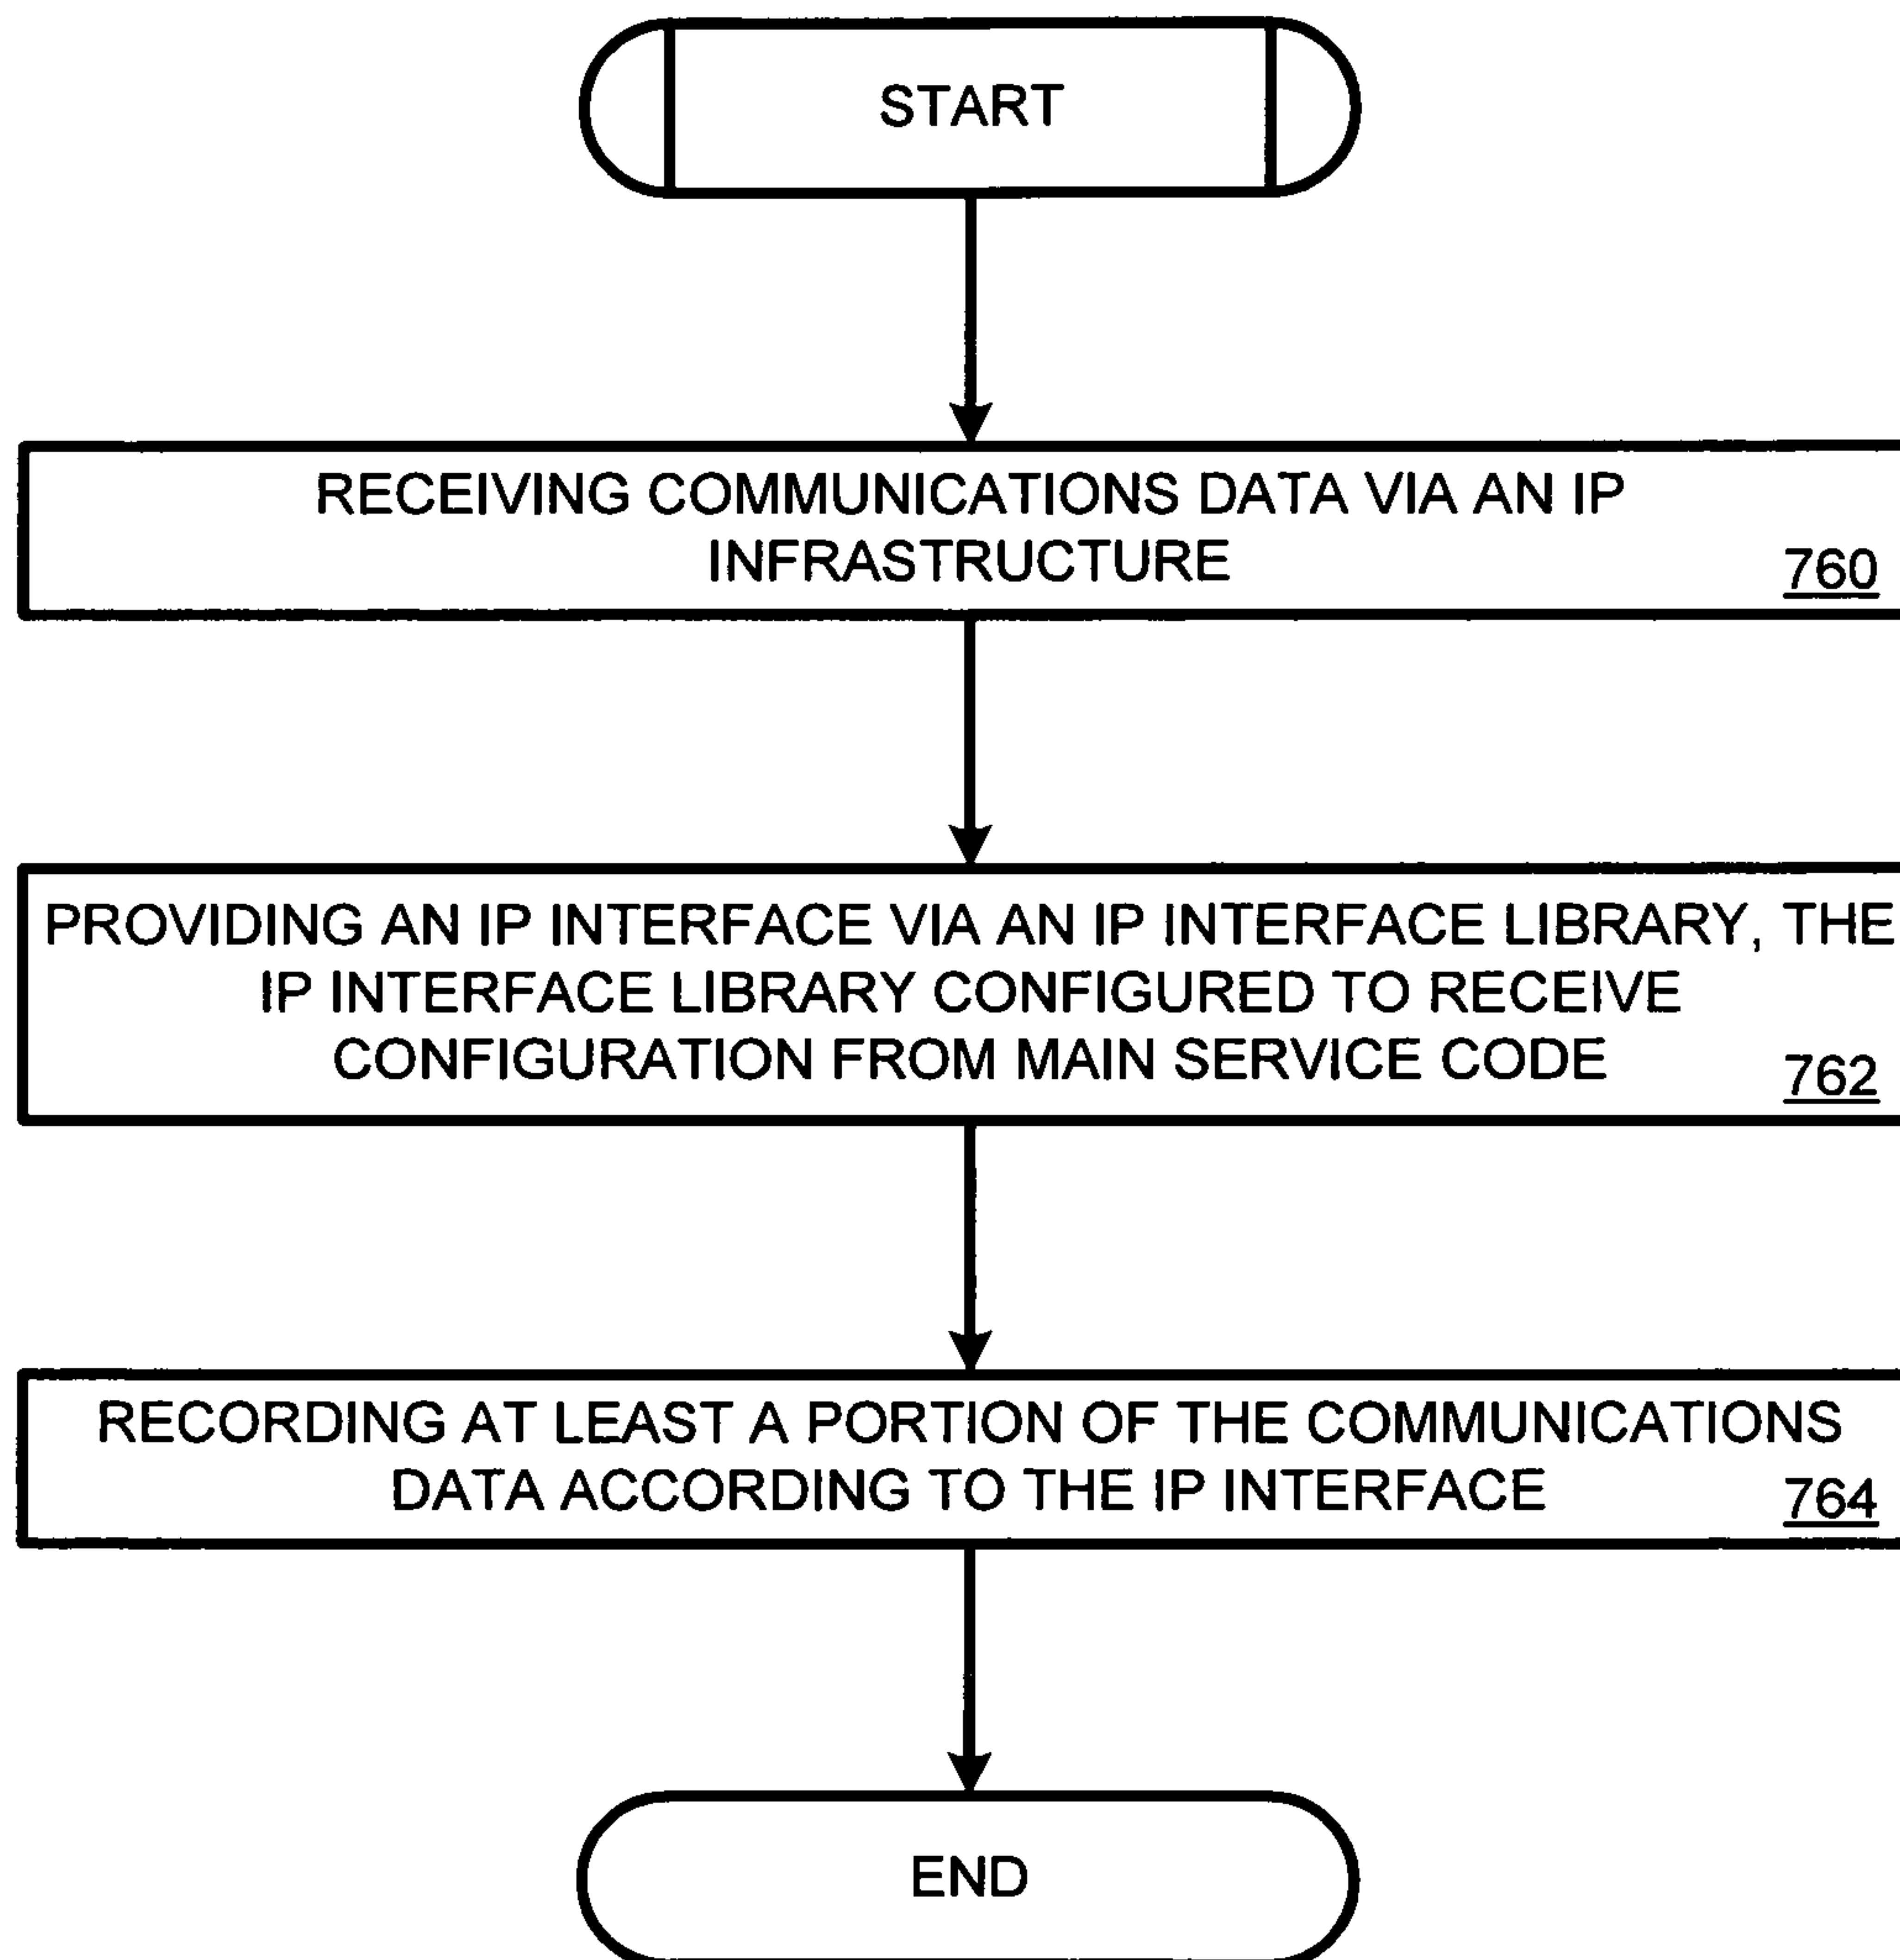 START
RECEIVING COMMUNICATIONS DATA VIA AN IP
INFRASTRUCTURE
760
PROVIDING AN IP INTERFACE VIA AN IP INTERFACE LIBRARY, THE
IP INTERFACE LIBRARY CONFIGURED TO RECEIVE
CONFIGURATION FROM MAIN SERVICE CODE
762
RECORDING AT LEAST A PORTION OF THE COMMUNICATIONS
DATA ACCORDING TO THE IP INTERFACE
764
END